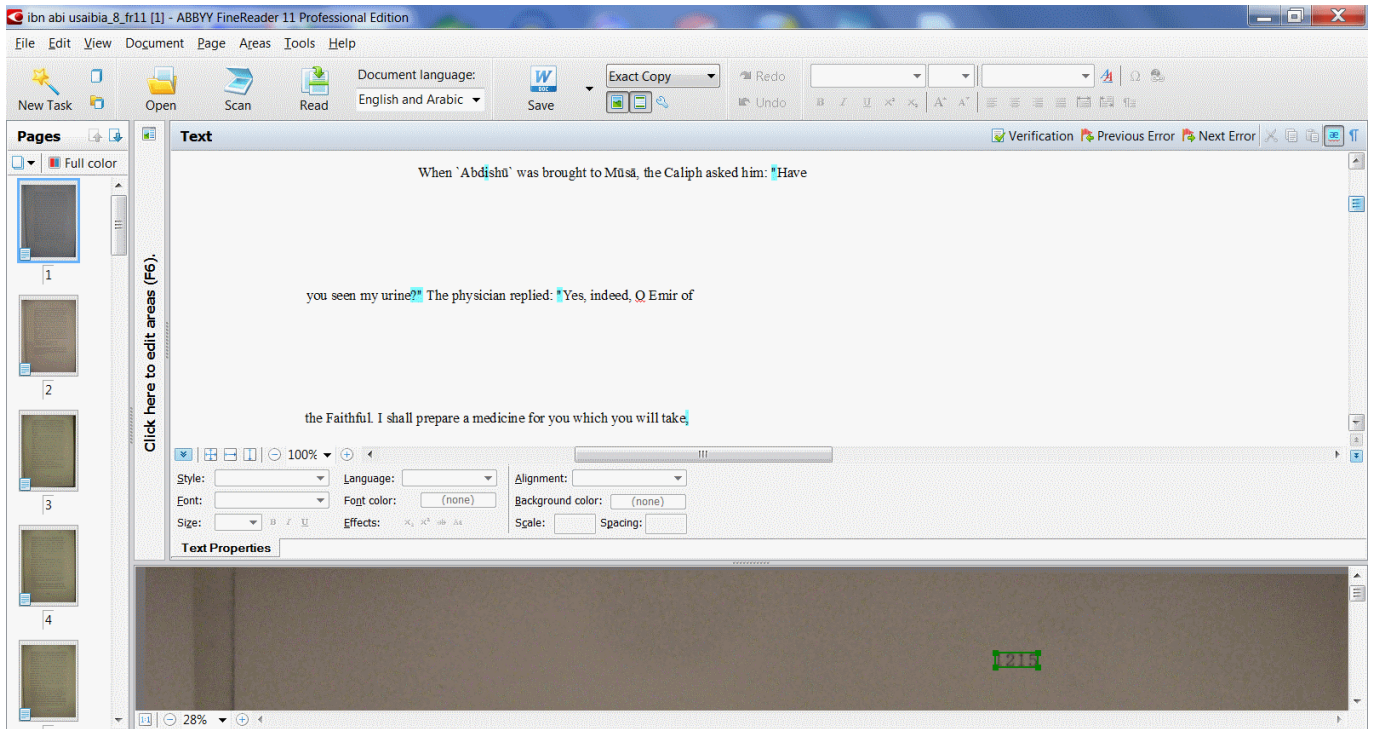 ibn abi usaibia_8_fr11 [1] - ABBYY FineReader 11 Professional Edition
File Edit View Document Page Areas Tools Help
New Task Open Scan Read Document language: English and Arabic Save Exact Copy Redo Undo
Pages Text Verification Previous Error Next Error
Full color
When `Abdishū` was brought to Mūsā, the Caliph asked him: "Have
you seen my urine?" The physician replied: "Yes, indeed, Q Emir of
the Faithful. I shall prepare a medicine for you which you will take,
1
2
3
4
Click here to edit areas (F6).
100%
Style: Language: Alignment:
Font: Font color: (none) Background color: (none)
Size: B I U Effects: Scale: Spacing:
Text Properties
1215
1:1 28%